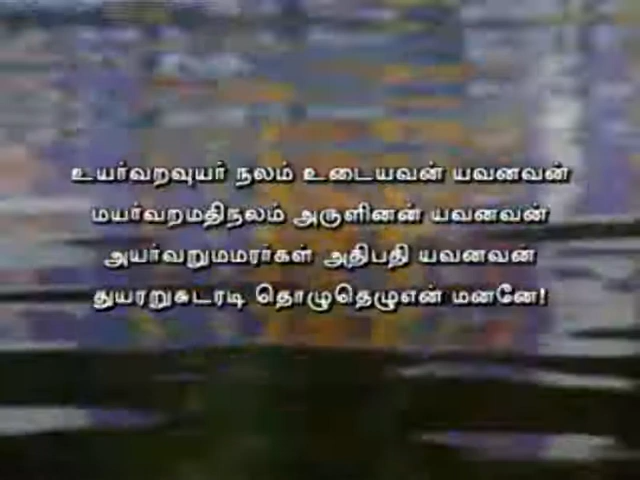 உயர்வறவுயர் நலம் உடையவன் யவனவன்
மயர்வறமதிநலம் அருளினன் யவனவன்
அயர்வறுமமரர்கள் அதிபதி யவனவன்
துயரறுசுடரடி தொழுதெழுஎன் மனனே!